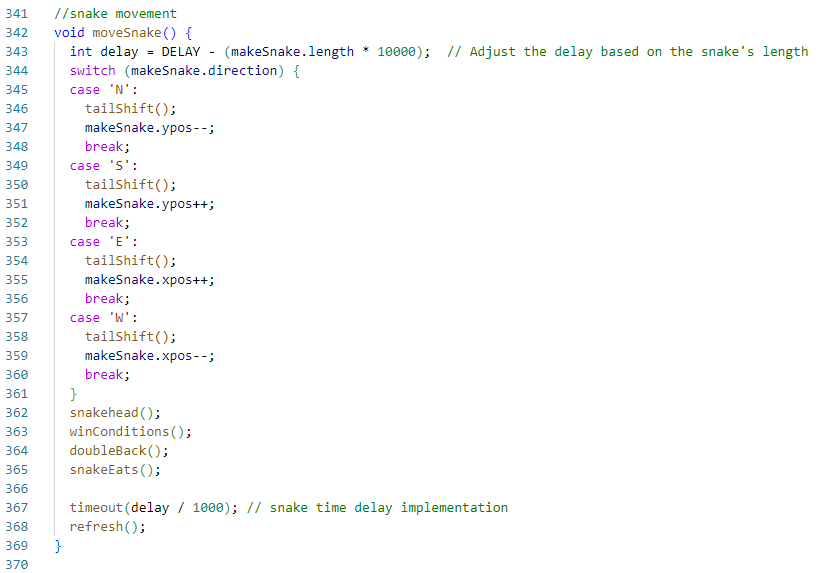 341 //snake movement
342 void moveSnake() {
343 int delay = DELAY - (makeSnake.length * 10000); // Adjust the delay based on the snake's length
344 switch (makeSnake.direction) {
345 case 'N':
346 tailShift();
347 makeSnake.ypos--;
348 break;
349 case 'S':
350 tailShift();
351 makeSnake.ypos++;
352 break;
353 case 'E':
354 tailShift();
355 makeSnake.xpos++;
356 break;
357 case 'W':
358 tailShift();
359 makeSnake.xpos--;
360 break;
361 }
362 snakehead();
363 winConditions();
364 doubleBack();
365 snakeEats();
366
367 timeout(delay / 1000); // snake time delay implementation
368 refresh();
369 }
370